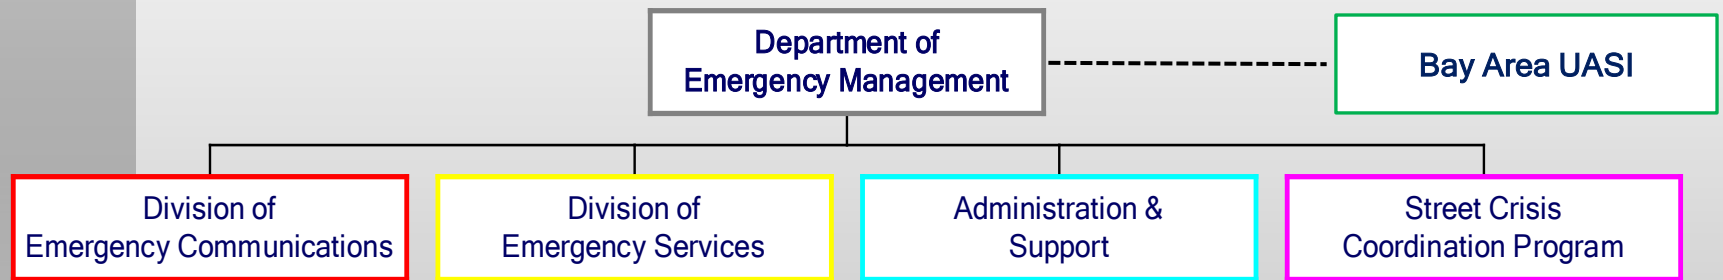 Department of
Emergency Management
Bay Area UASI
Division of
Emergency Communications
Division of
Emergency Services
Administration &
Support
Street Crisis
Coordination Program